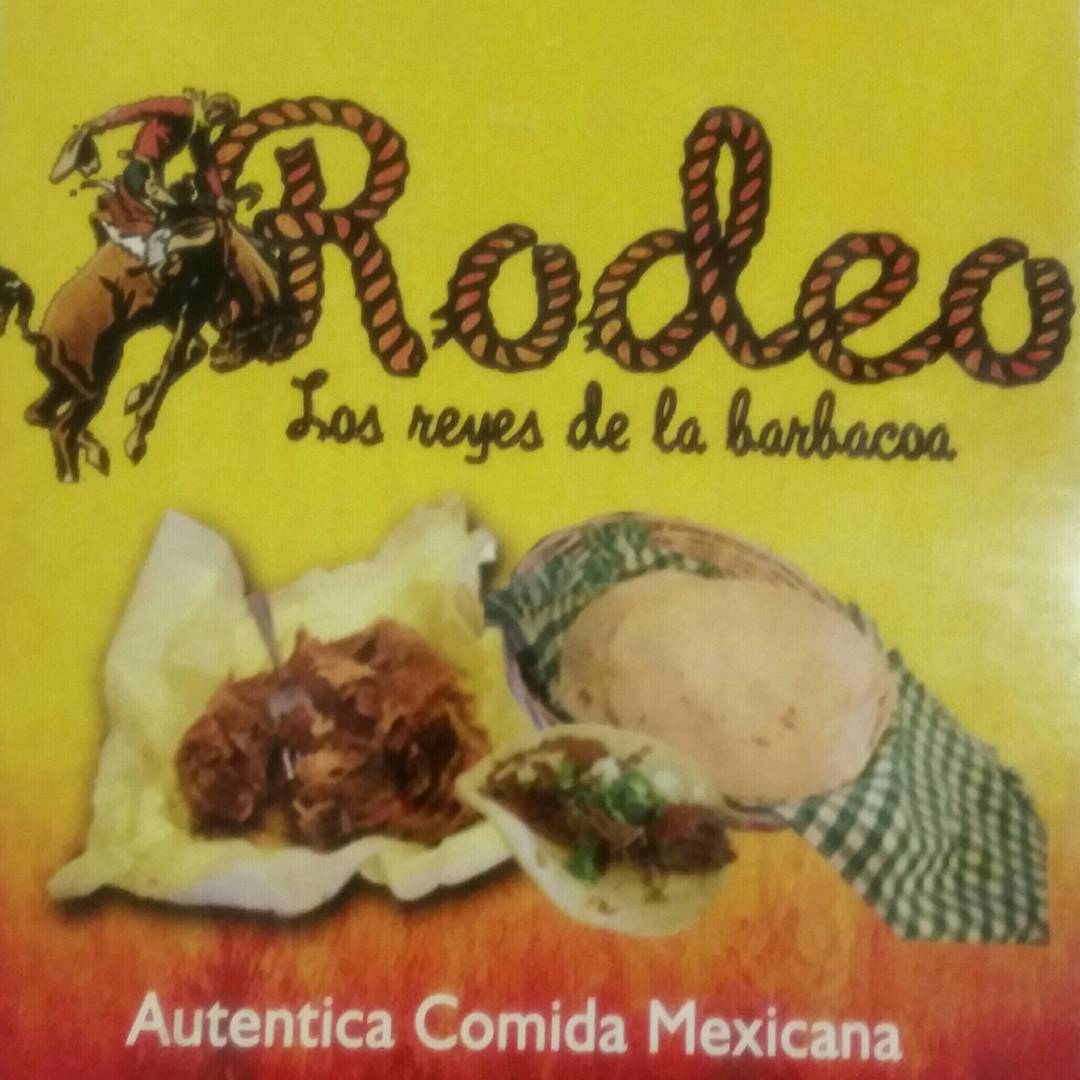 Rodeo
Los reyes de la barbacoa
Autentica Comida Mexicana